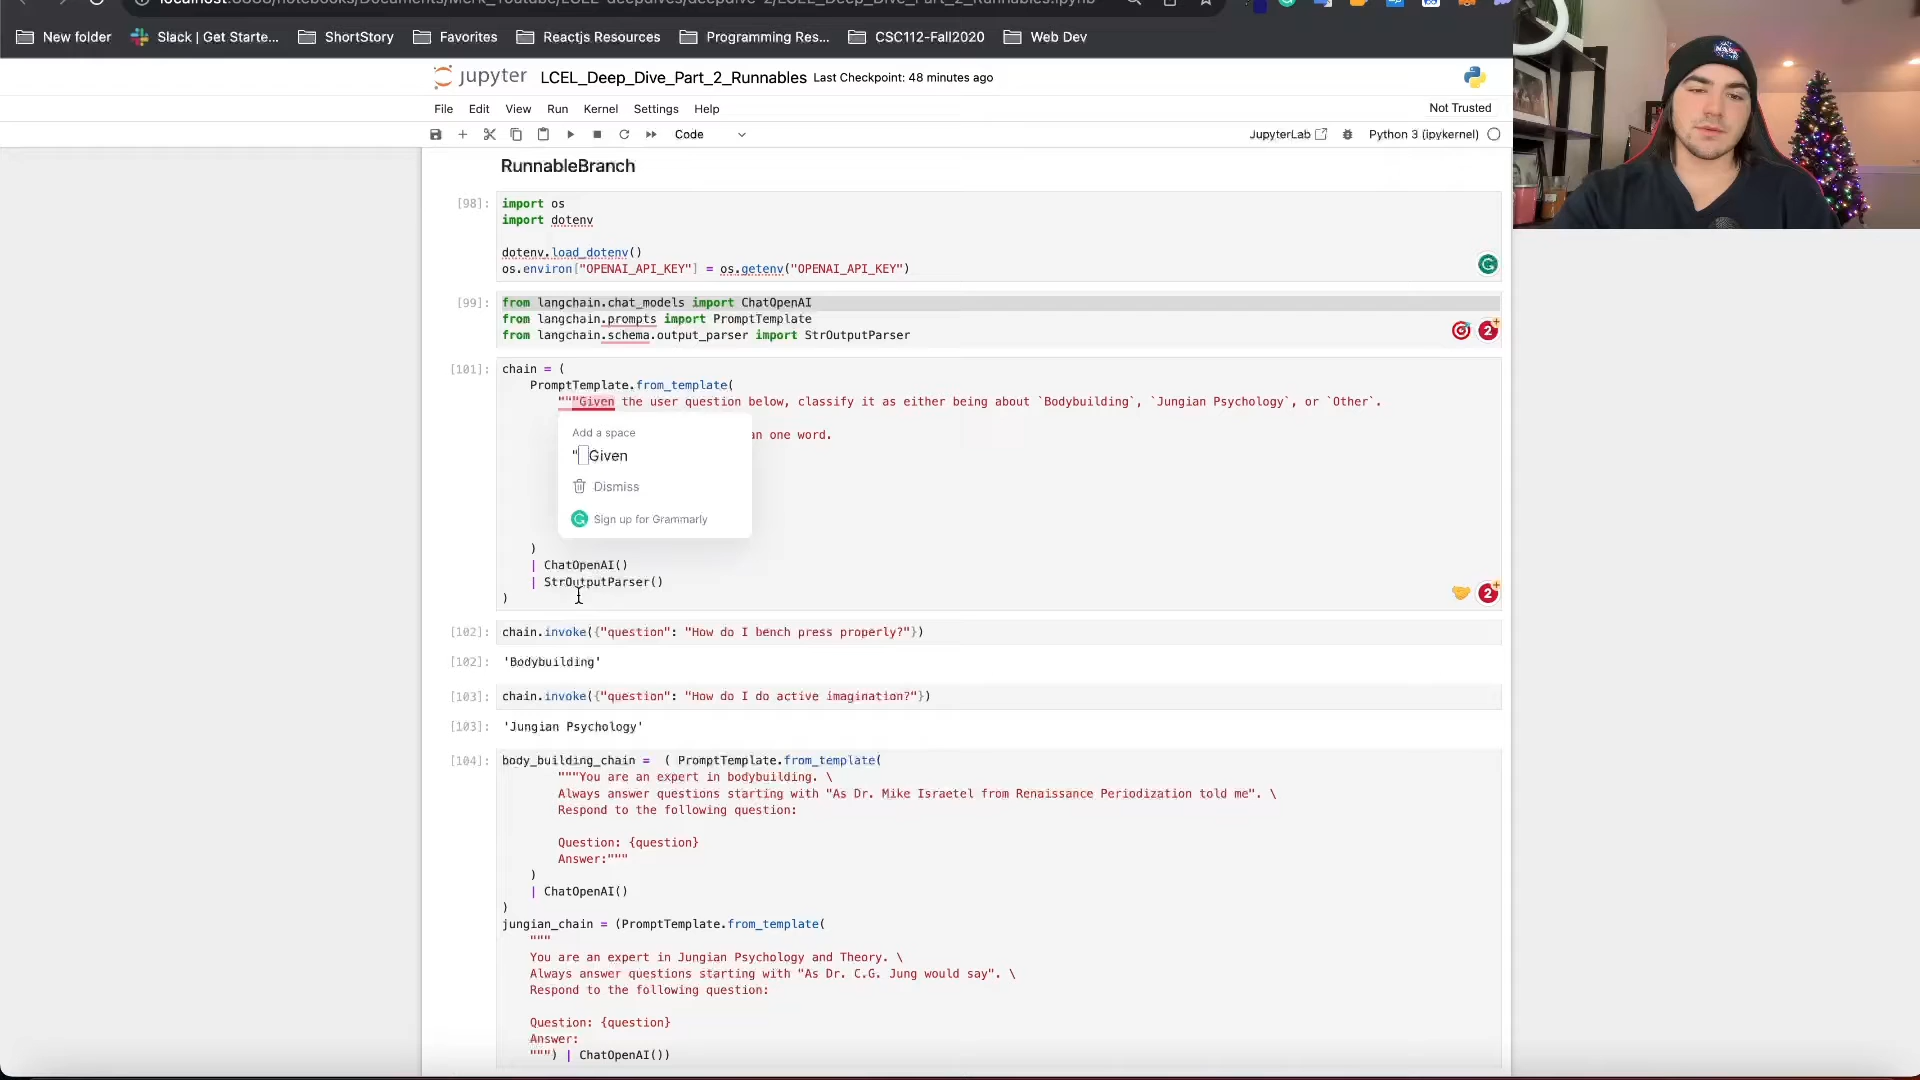 New folder
Slack | Get Starte...
ShortStory
Favorites
Reactjs Resources
Programming Res...
CSC112-Fall2020
Web Dev
jupyter
LCEL_Deep_Dive_Part_2_Runnables
Last Checkpoint: 48 minutes ago
File Edit View Run Kernel Settings Help
Not Trusted
Code
JupyterLab
Python 3 (ipykernel)
RunnableBranch
[98]:
import os
import dotenv
dotenv.load_dotenv()
os.environ["OPENAI_API_KEY"] = os.getenv("OPENAI_API_KEY")
[99]:
from langchain.chat_models import ChatOpenAI
from langchain.prompts import PromptTemplate
from langchain.schema.output_parser import StrOutputParser
2
[101]:
chain = (
PromptTemplate.from_template(
"""Given the user question below, classify it as either being about `Bodybuilding`, `Jungian Psychology`, or `Other`.
an one word.
Add a space
" Given
Dismiss
Sign up for Grammarly
)
| ChatOpenAI()
| StrOutputParser()
)
2
[102]:
chain.invoke({"question": "How do I bench press properly?"})
[102]:
'Bodybuilding'
[103]:
chain.invoke({"question": "How do I do active imagination?"})
[103]:
'Jungian Psychology'
[104]:
body_building_chain = ( PromptTemplate.from_template(
"""You are an expert in bodybuilding. \
Always answer questions starting with "As Dr. Mike Israetel from Renaissance Periodization told me". \
Respond to the following question:
Question: {question}
Answer:"""
)
| ChatOpenAI()
)
jungian_chain = (PromptTemplate.from_template(
"""
You are an expert in Jungian Psychology and Theory. \
Always answer questions starting with "As Dr. C.G. Jung would say". \
Respond to the following question:
Question: {question}
Answer:
""") | ChatOpenAI())